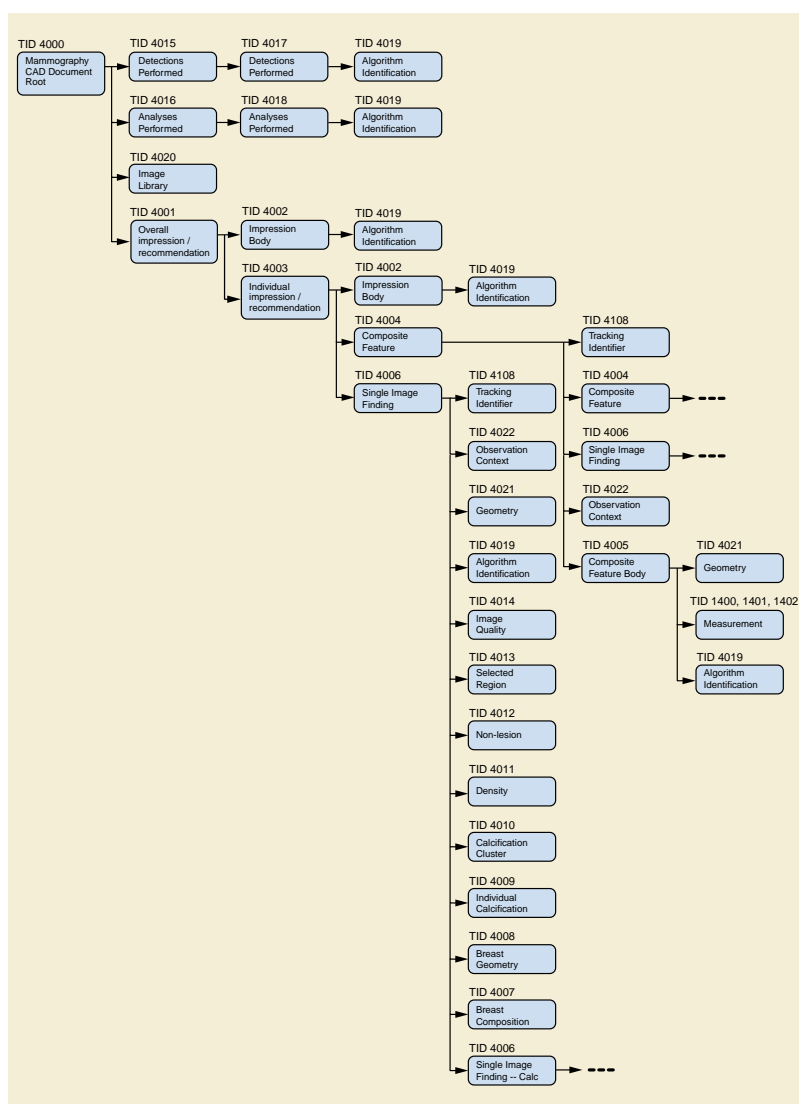 TID 4000
Mammography
CAD Document
Root
TID 4015
Detections
Performed
TID 4017
Detections
Performed
TID 4019
Algorithm
Identification
TID 4016
Analyses
Performed
TID 4018
Analyses
Performed
TID 4019
Algorithm
Identification
TID 4020
Image
Library
TID 4001
Overall
impression /
recommendation
TID 4002
Impression
Body
TID 4019
Algorithm
Identification
TID 4003
Individual
impression /
recommendation
TID 4002
Impression
Body
TID 4019
Algorithm
Identification
TID 4004
Composite
Feature
TID 4006
Single Image
Finding
TID 4108
Tracking
Identifier
TID 4022
Observation
Context
TID 4021
Geometry
TID 4019
Algorithm
Identification
TID 4014
Image
Quality
TID 4013
Selected
Region
TID 4012
Non-lesion
TID 4011
Density
TID 4010
Calcification
Cluster
TID 4009
Individual
Calcification
TID 4008
Breast
Geometry
TID 4007
Breast
Composition
TID 4006
Single Image
Finding -- Calc
TID 4108
Tracking
Identifier
TID 4004
Composite
Feature
TID 4006
Single Image
Finding
TID 4022
Observation
Context
TID 4005
Composite
Feature Body
TID 4021
Geometry
TID 1400, 1401, 1402
Measurement
TID 4019
Algorithm
Identification